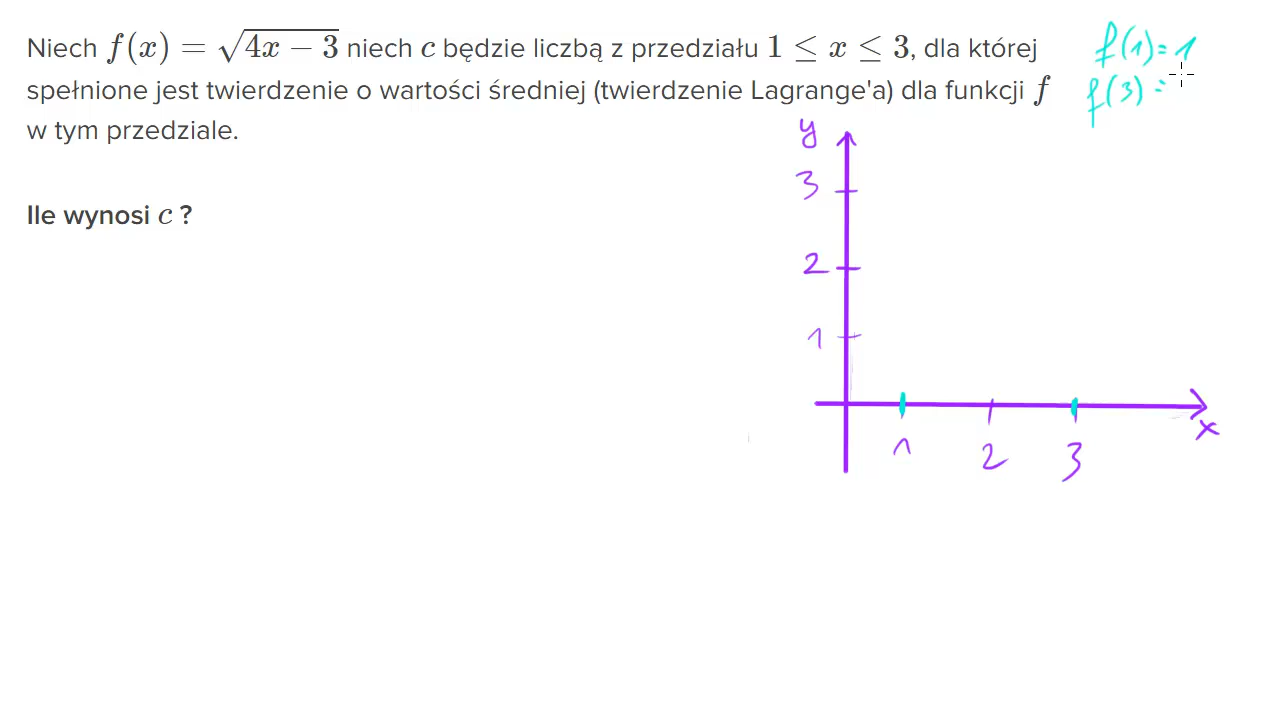 Niech f(x) = √(4x − 3) niech c będzie liczbą z przedziału 1 ≤ x ≤ 3, dla której
spełnione jest twierdzenie o wartości średniej (twierdzenie Lagrange'a) dla funkcji f
w tym przedziale.
Ile wynosi c ?
f(1)=1
f(3)=
y
3
2
1
1 2 3
x